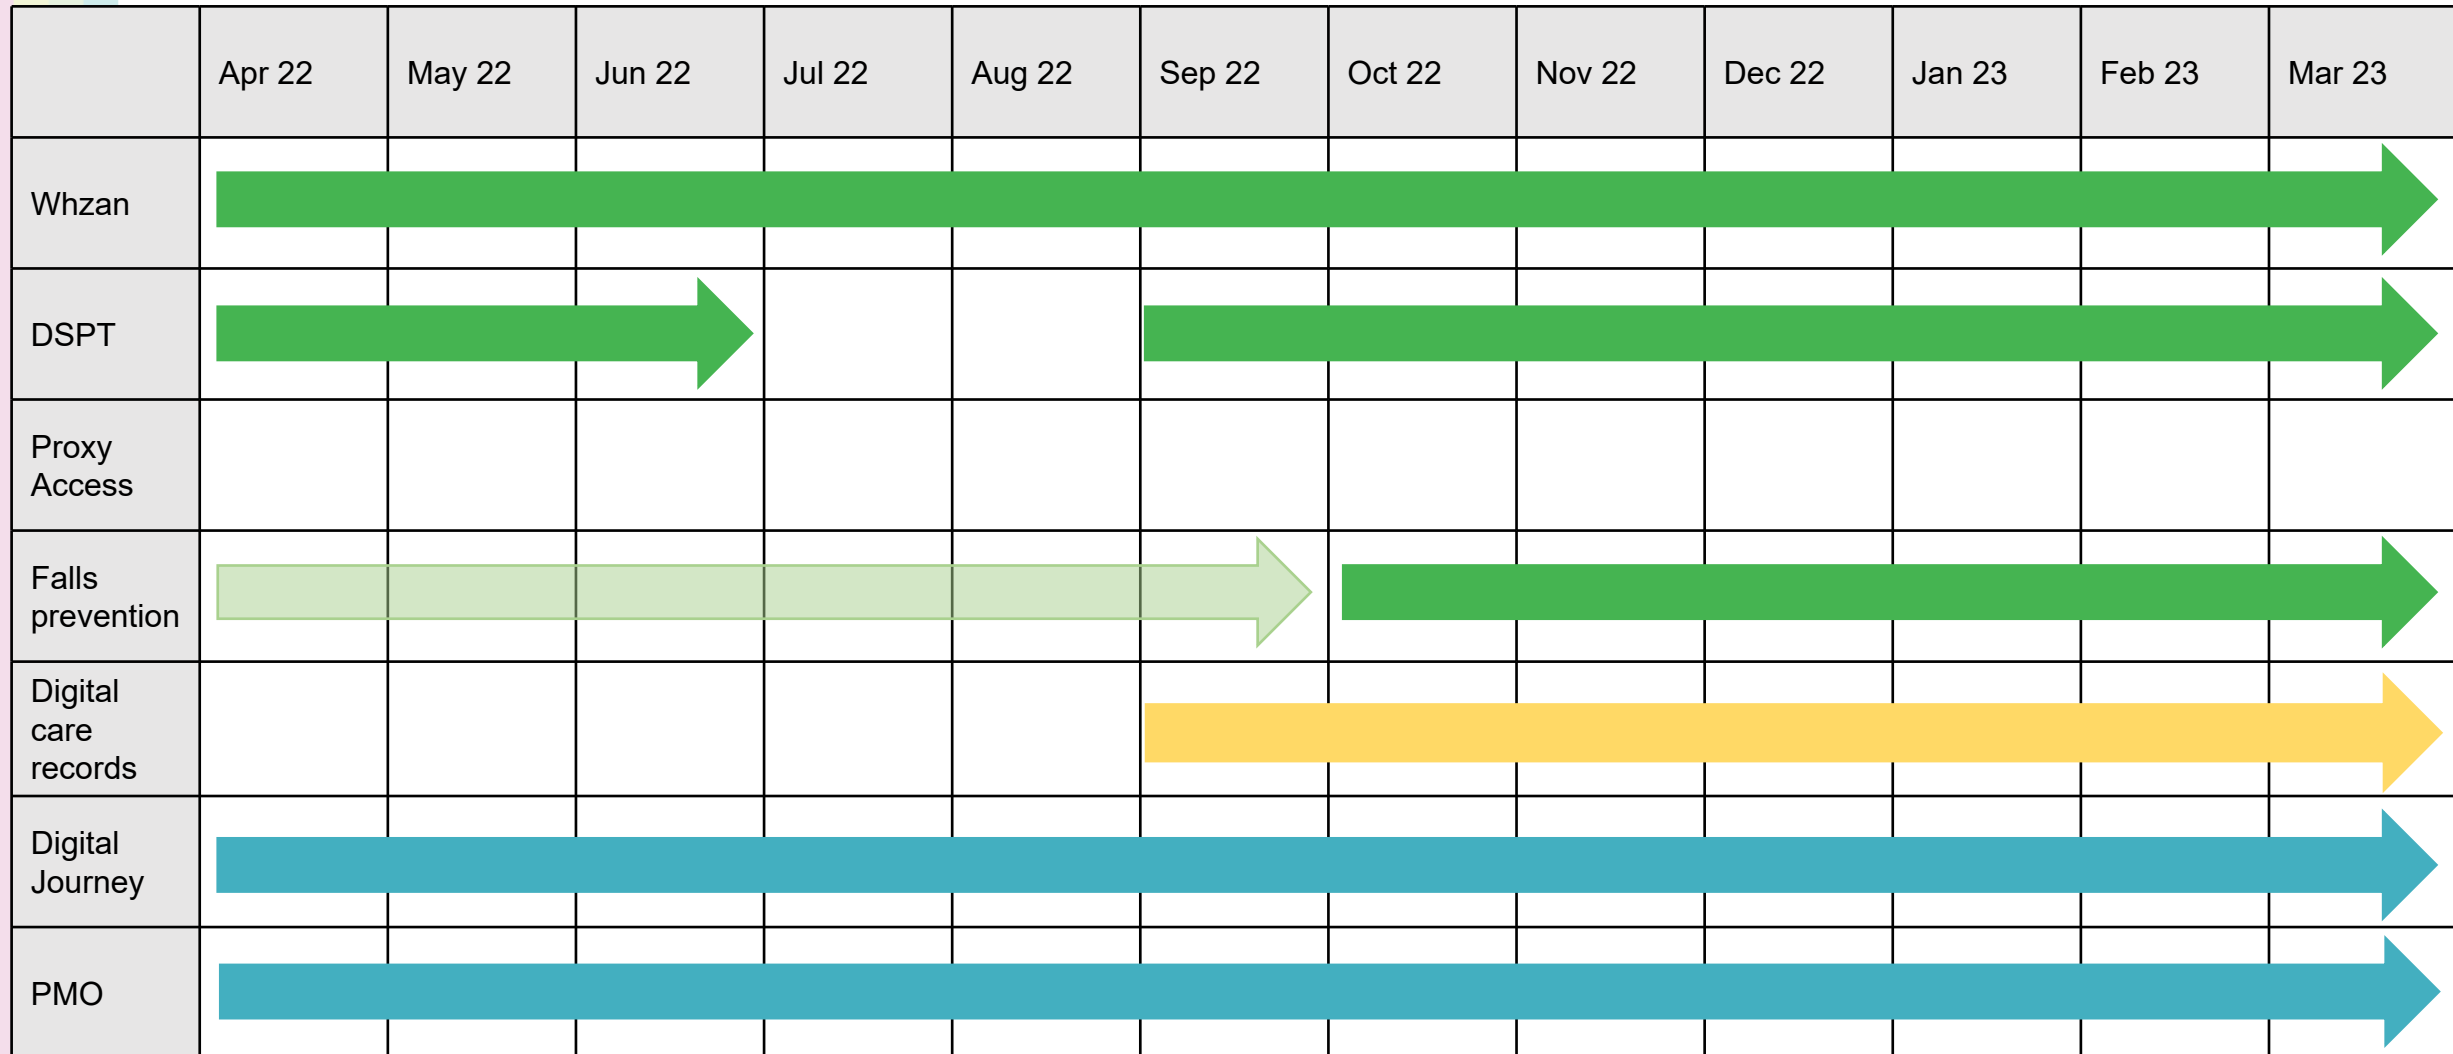 Apr 22 May 22 Jun 22 Jul 22 Aug 22 Sep 22 Oct 22 Nov 22 Dec 22 Jan 23 Feb 23 Mar 23
Whzan
DSPT
Proxy
Access
Falls
prevention
Digital
care
records
Digital
Journey
PMO